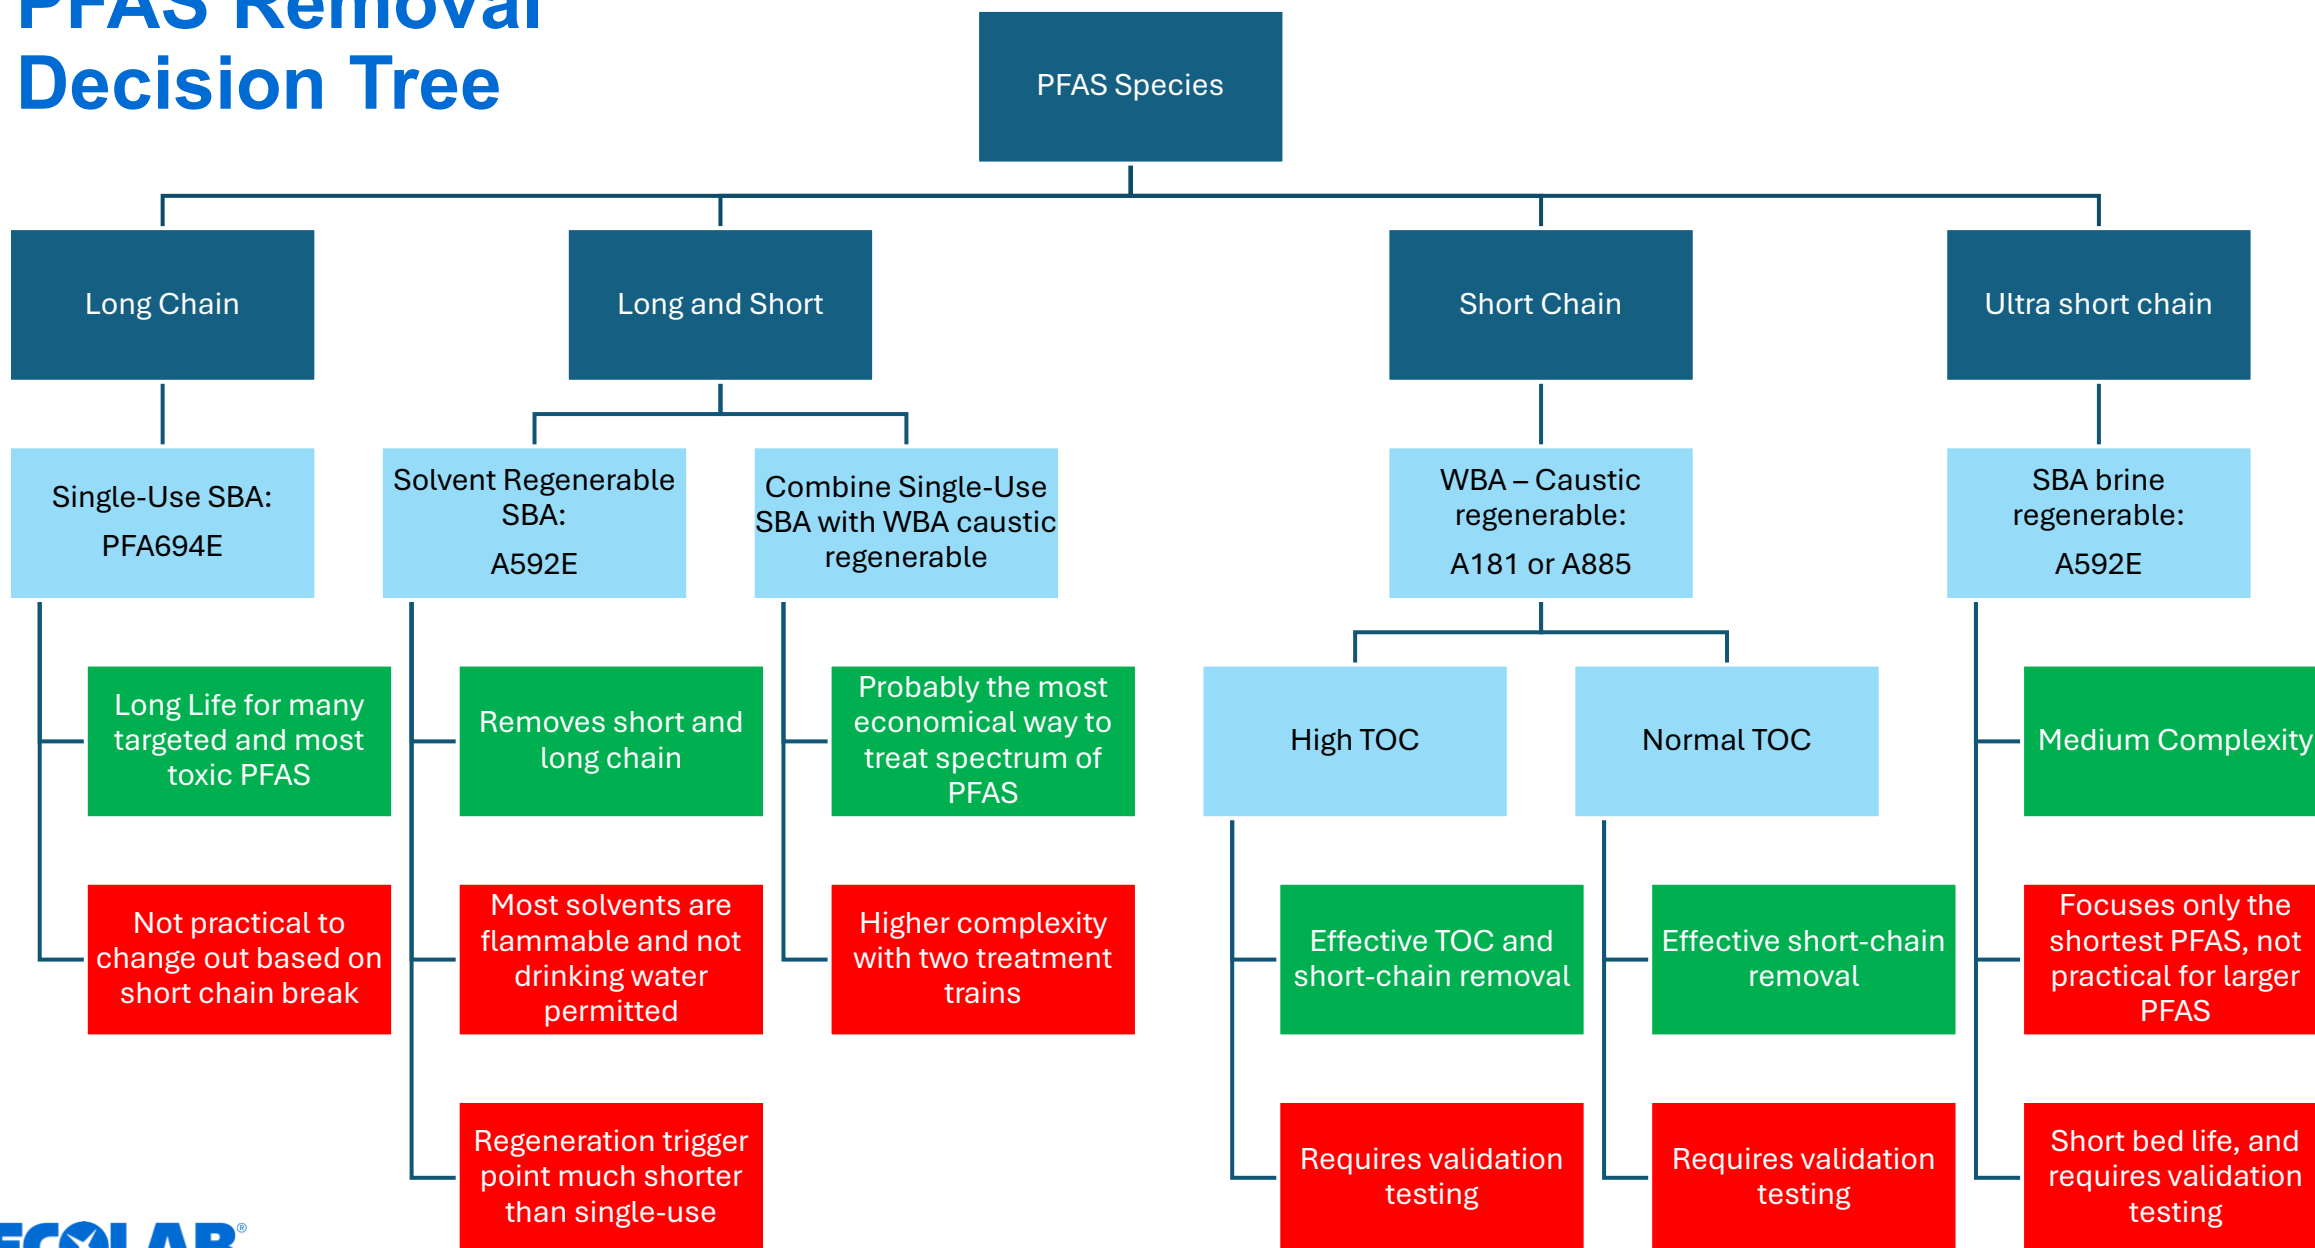 PFAS Removal
Decision Tree
PFAS Species
Long Chain
Long and Short
Short Chain
Ultra short chain
Single-Use SBA:
PFA694E
Solvent Regenerable
SBA:
A592E
Combine Single-Use
SBA with WBA caustic
regenerable
WBA – Caustic
regenerable:
A181 or A885
SBA brine
regenerable:
A592E
Long Life for many
targeted and most
toxic PFAS
Removes short and
long chain
Probably the most
economical way to
treat spectrum of
PFAS
High TOC
Normal TOC
Medium Complexity
Not practical to
change out based on
short chain break
Most solvents are
flammable and not
drinking water
permitted
Higher complexity
with two treatment
trains
Effective TOC and
short-chain removal
Effective short-chain
removal
Focuses only the
shortest PFAS, not
practical for larger
PFAS
Regeneration trigger
point much shorter
than single-use
Requires validation
testing
Requires validation
testing
Short bed life, and
requires validation
testing
ECOLAB®